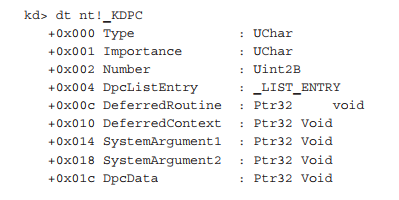 kd> dt nt!_KDPC
+0x000 Type : UChar
+0x001 Importance : UChar
+0x002 Number : Uint2B
+0x004 DpcListEntry : _LIST_ENTRY
+0x00c DeferredRoutine : Ptr32 void
+0x010 DeferredContext : Ptr32 Void
+0x014 SystemArgument1 : Ptr32 Void
+0x018 SystemArgument2 : Ptr32 Void
+0x01c DpcData : Ptr32 Void